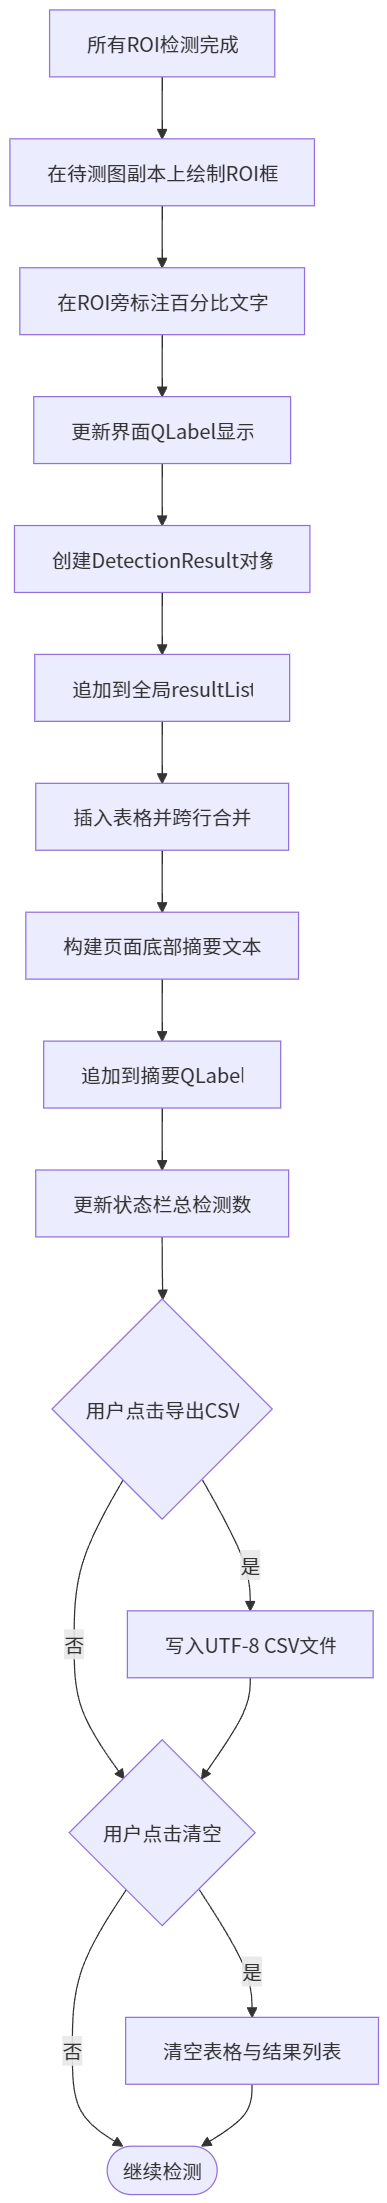 所有ROI检测完成
在待测图副本上绘制ROI框
在ROI旁标注百分比文字
更新界面QLabel显示
创建DetectionResult对象
追加到全局resultList
插入表格并跨行合并
构建页面底部摘要文本
追加到摘要QLabel
更新状态栏总检测数
用户点击导出CSV
是
否
写入UTF-8 CSV文件
用户点击清空
是
否
清空表格与结果列表
继续检测